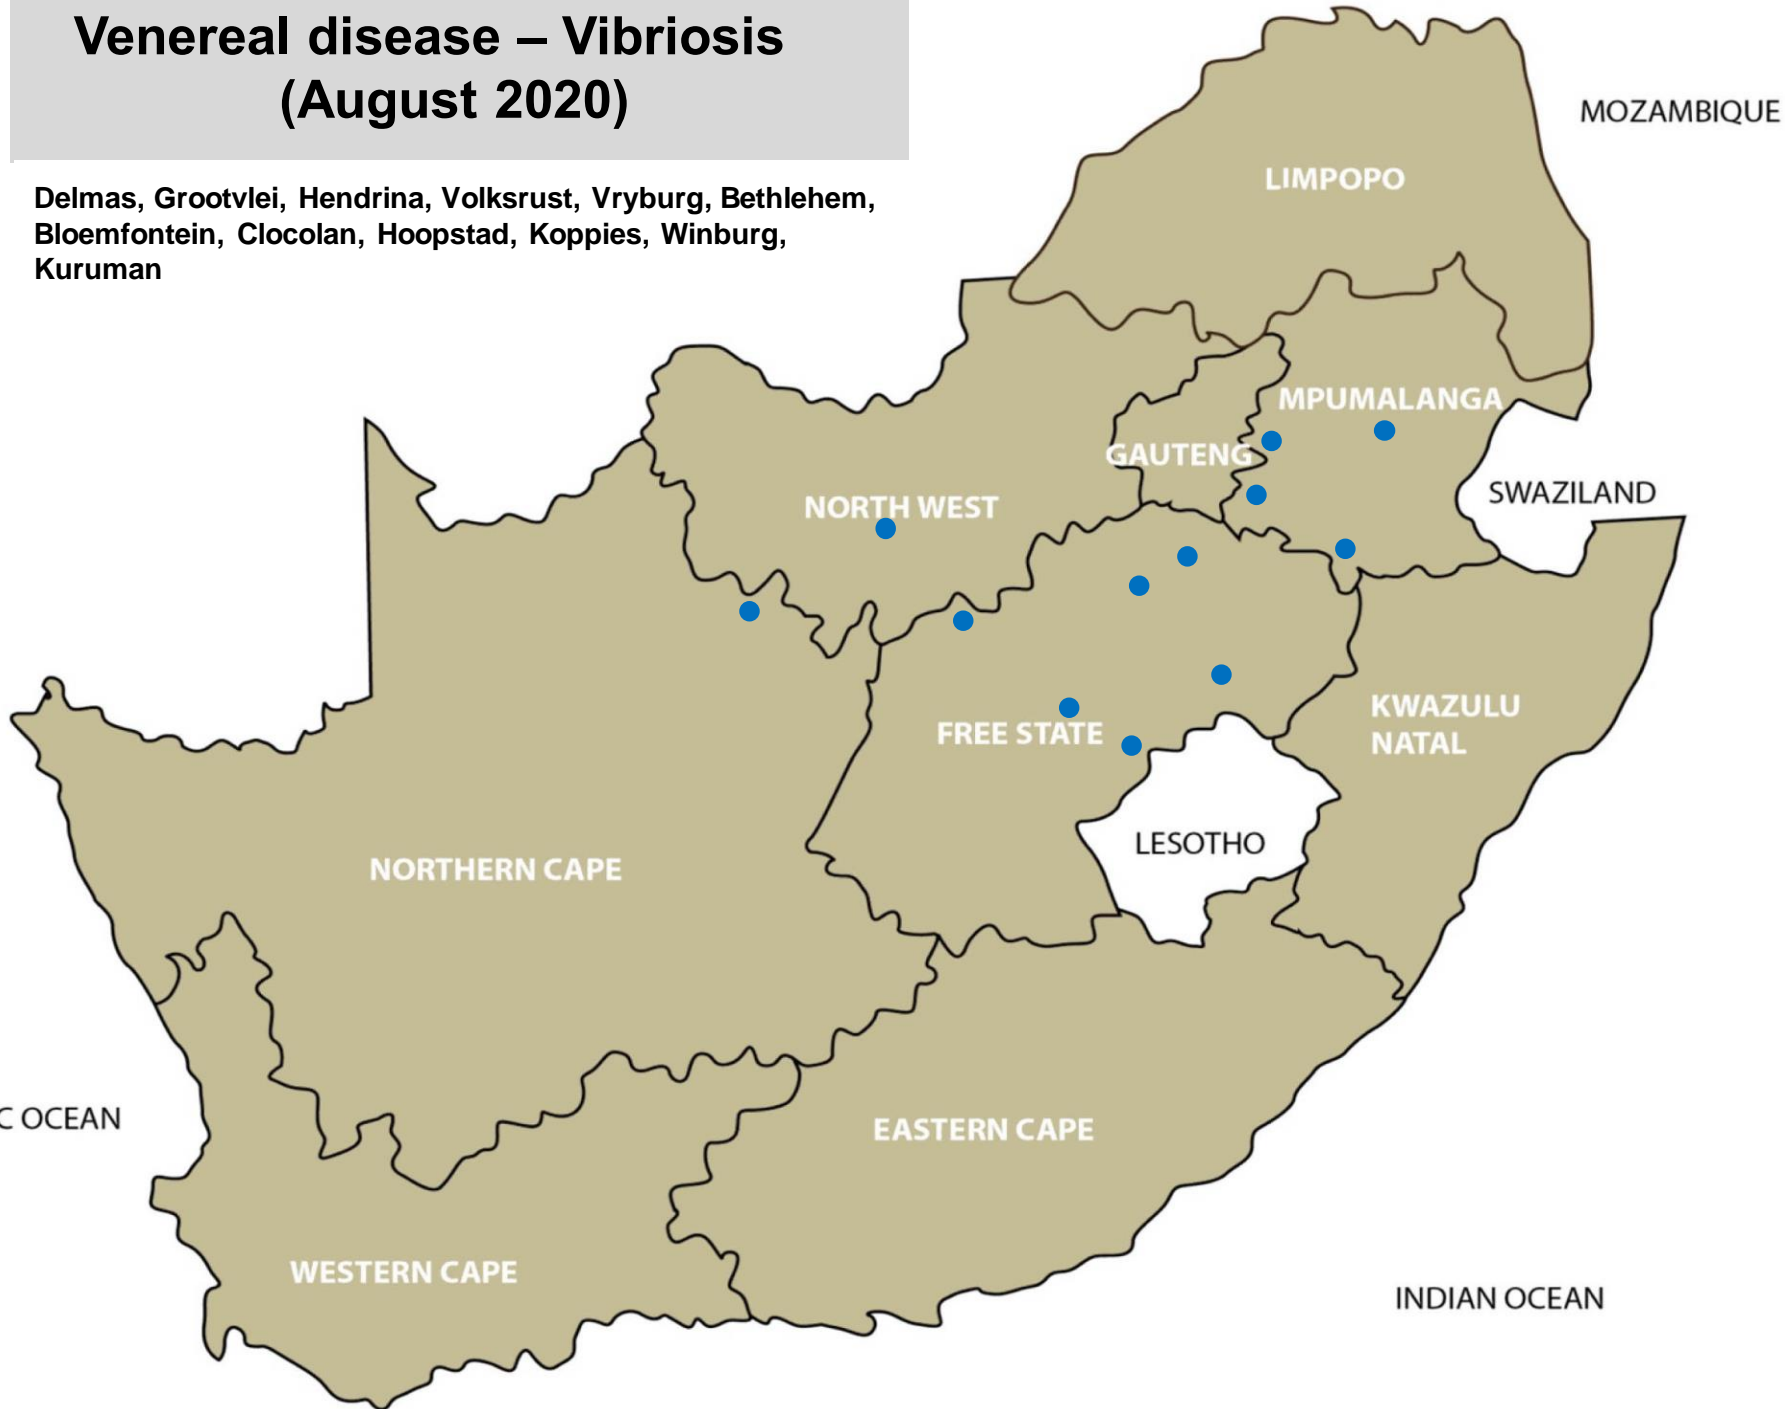 Venereal disease – Vibriosis
(August 2020)
Delmas, Grootvlei, Hendrina, Volksrust, Vryburg, Bethlehem,
Bloemfontein, Clocolan, Hoopstad, Koppies, Winburg,
Kuruman
MOZAMBIQUE
LIMPOPO
MPUMALANGA
GAUTENG
SWAZILAND
NORTH WEST
KWAZULU
NATAL
FREE STATE
LESOTHO
NORTHERN CAPE
C OCEAN
EASTERN CAPE
WESTERN CAPE
INDIAN OCEAN